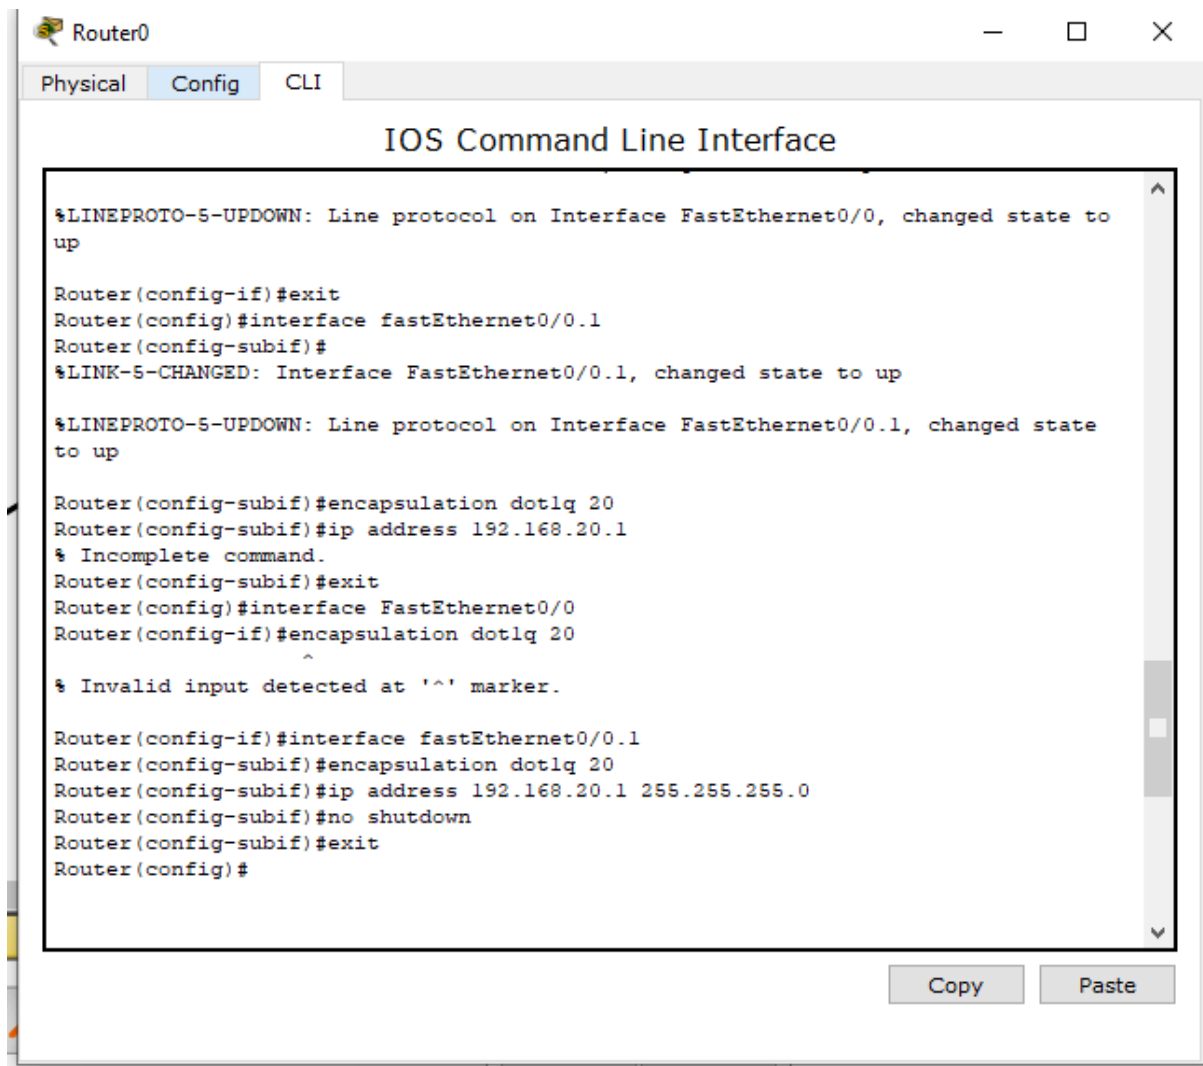 Router0
Physical Config CLI
IOS Command Line Interface
%LINEPROTO-5-UPDOWN: Line protocol on Interface FastEthernet0/0, changed state to
up
Router(config-if)#exit
Router(config)#interface fastEthernet0/0.1
Router(config-subif)#
%LINK-5-CHANGED: Interface FastEthernet0/0.1, changed state to up
%LINEPROTO-5-UPDOWN: Line protocol on Interface FastEthernet0/0.1, changed state
to up
Router(config-subif)#encapsulation dot1q 20
Router(config-subif)#ip address 192.168.20.1
% Incomplete command.
Router(config-subif)#exit
Router(config)#interface FastEthernet0/0
Router(config-if)#encapsulation dot1q 20
^
% Invalid input detected at '^' marker.
Router(config-if)#interface fastEthernet0/0.1
Router(config-subif)#encapsulation dot1q 20
Router(config-subif)#ip address 192.168.20.1 255.255.255.0
Router(config-subif)#no shutdown
Router(config-subif)#exit
Router(config)#
Copy Paste